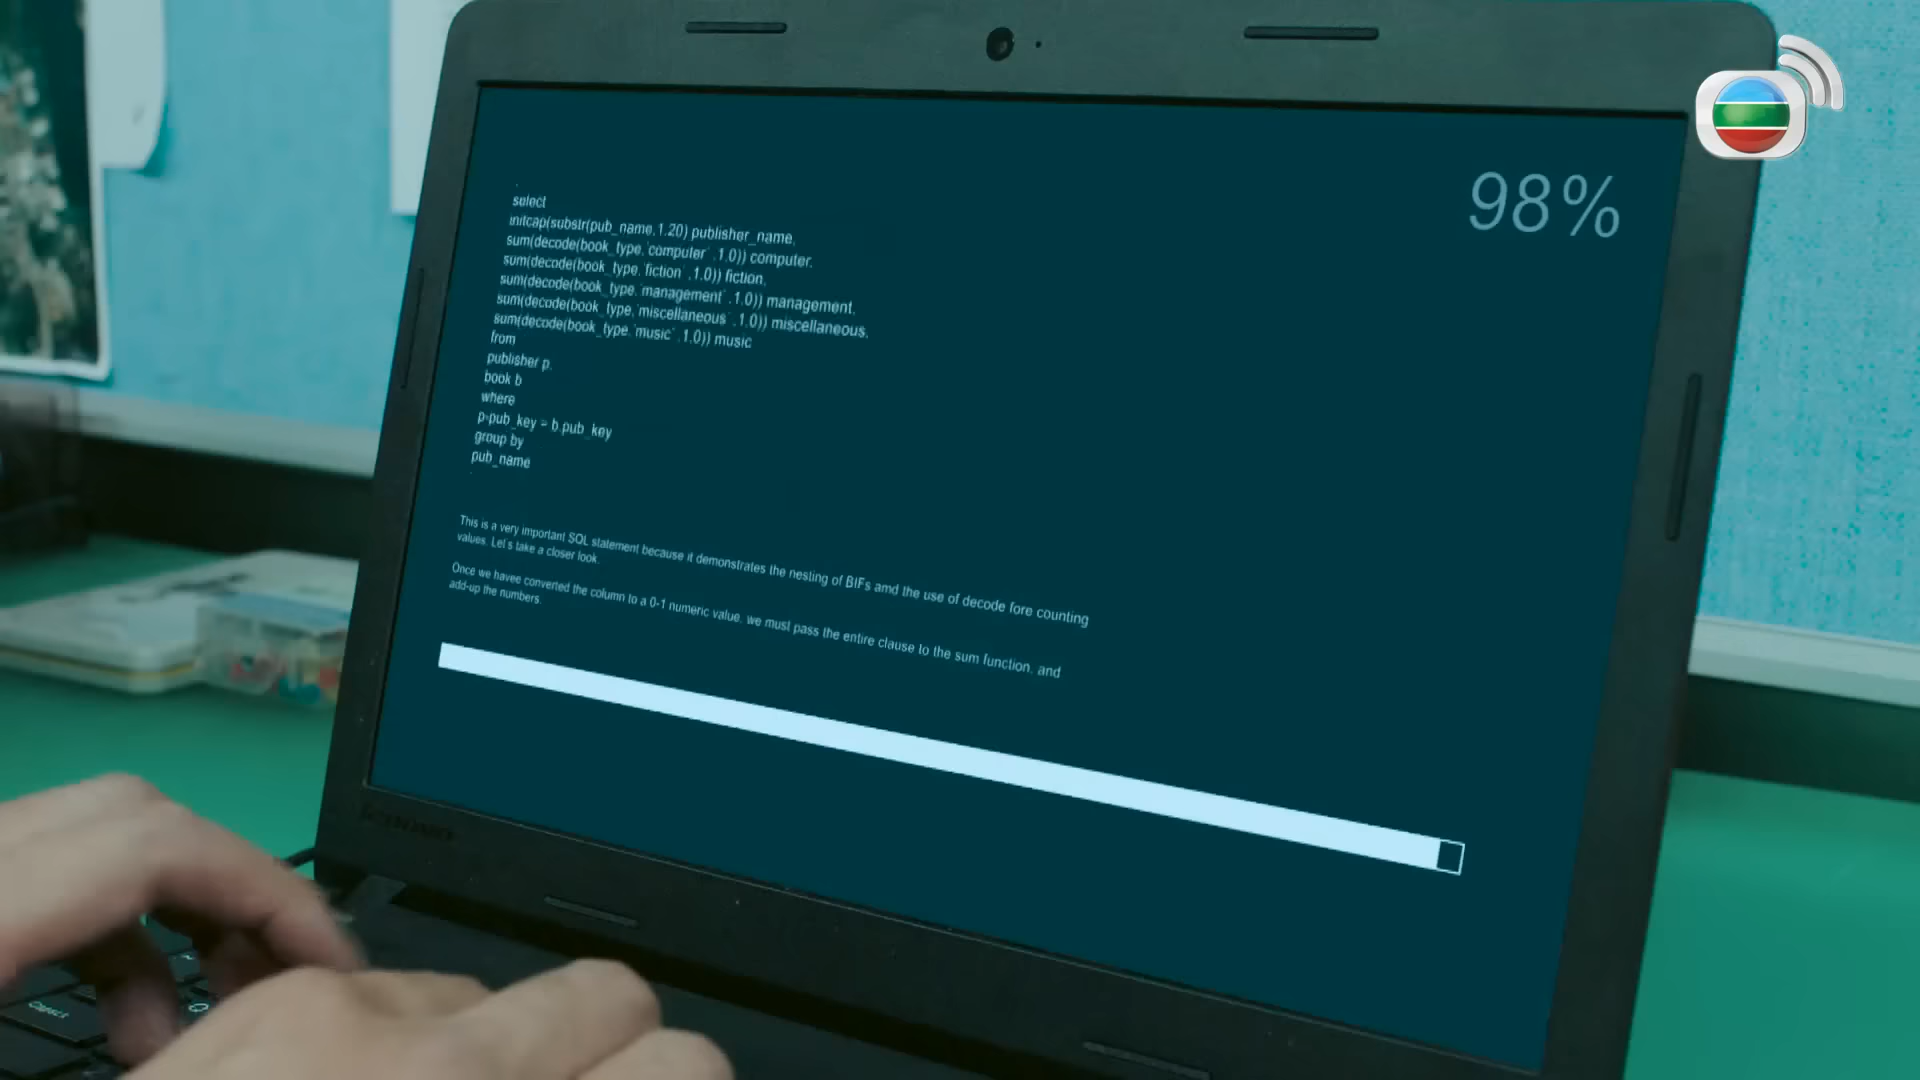 select
initcap(substr(pub_name,1.20) publisher_name,
sum(decode(book_type,'computer' ,1.0)) computer,
sum(decode(book_type,'fiction' ,1.0)) fiction,
sum(decode(book_type,'management' ,1.0)) management,
sum(decode(book_type,'miscellaneous' ,1.0)) miscellaneous,
sum(decode(book_type,'music' ,1.0)) music
from
publisher p,
book b
where
p-pub_key = b.pub_key
group by
pub_name
98%
This is a very important SQL statement because it demonstrates the nesting of BIFs amd the use of decode fore counting
values. Let's take a closer look.
Once we havee converted the column to a 0-1 numeric value, we must pass the entire clause to the sum function, and
add-up the numbers.
Q